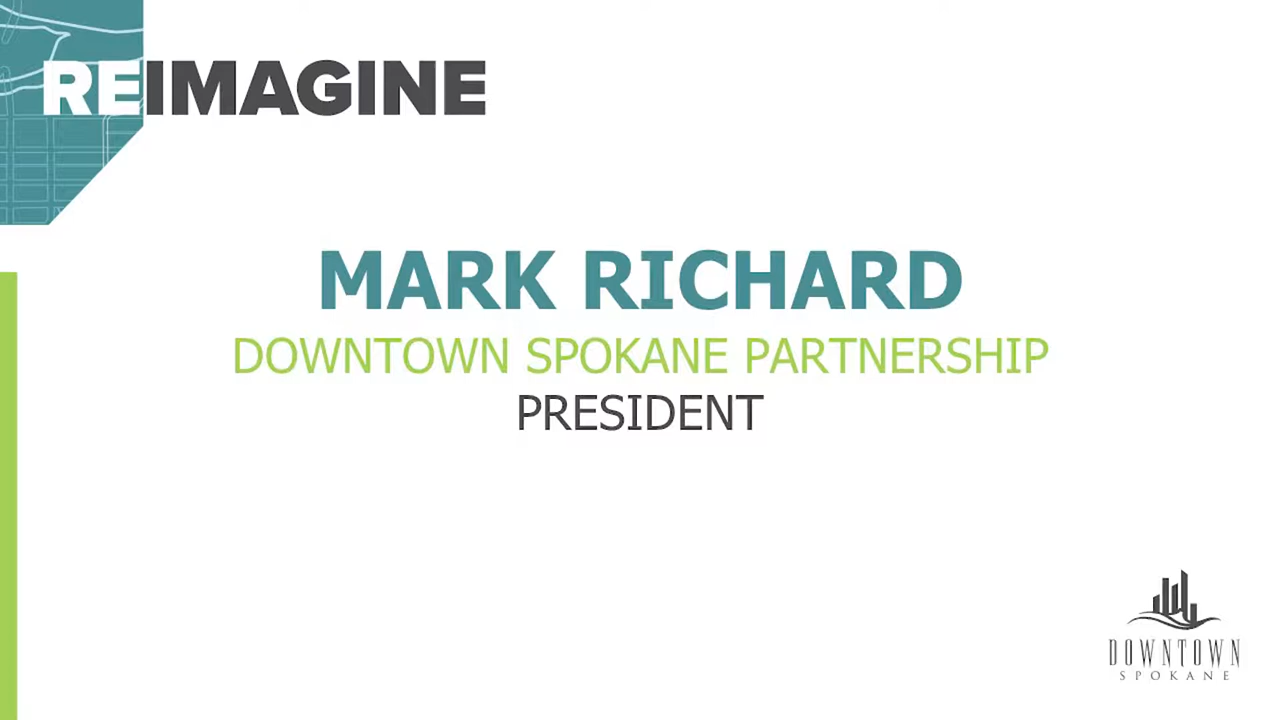 REIMAGINE
MARK RICHARD
DOWNTOWN SPOKANE PARTNERSHIP
PRESIDENT
DOWNTOWN
SPOKANE